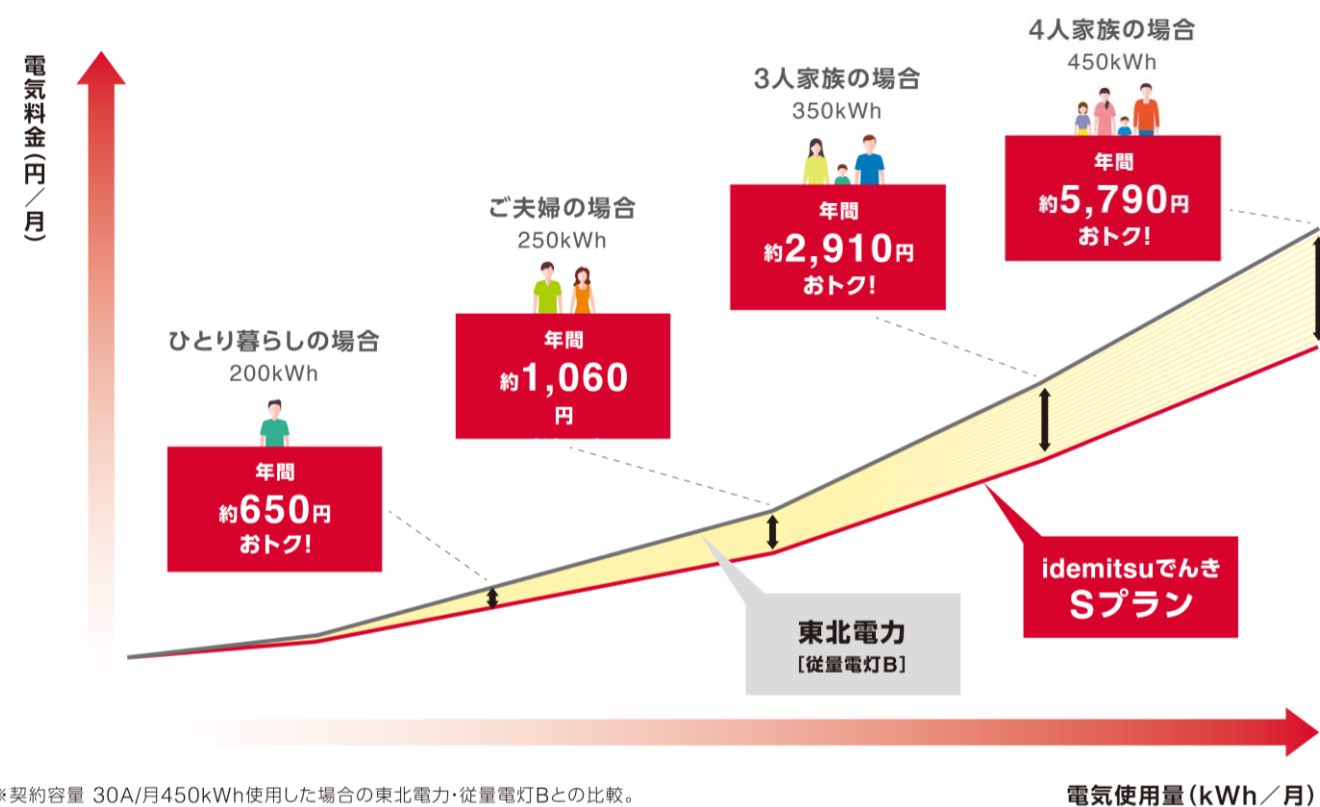 電気料金（円／月）
4人家族の場合
450kWh
年間
約5,790円
おトク！
3人家族の場合
350kWh
年間
約2,910円
おトク！
ご夫婦の場合
250kWh
年間
約1,060
円
ひとり暮らしの場合
200kWh
年間
約650円
おトク！
idemitsuでんき
Sプラン
東北電力
［従量電灯B］
※契約容量 30A/月450kWh使用した場合の東北電力・従量電灯Bとの比較。
電気使用量（kWh／月）